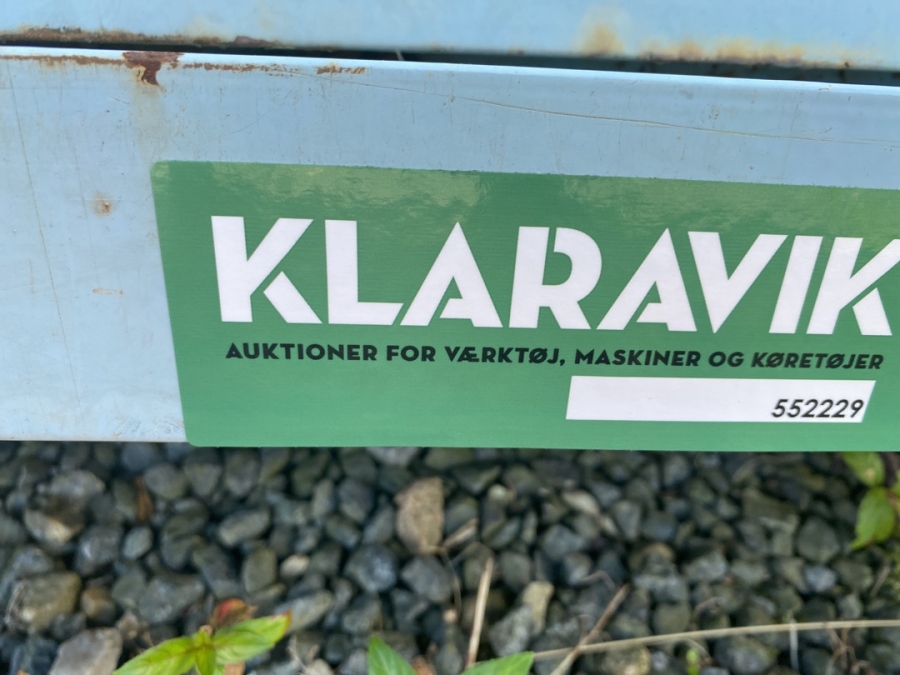 KLARAVIK
AUKTIONER FOR VÆRKTØJ, MASKINER OG KØRETØJER
552229